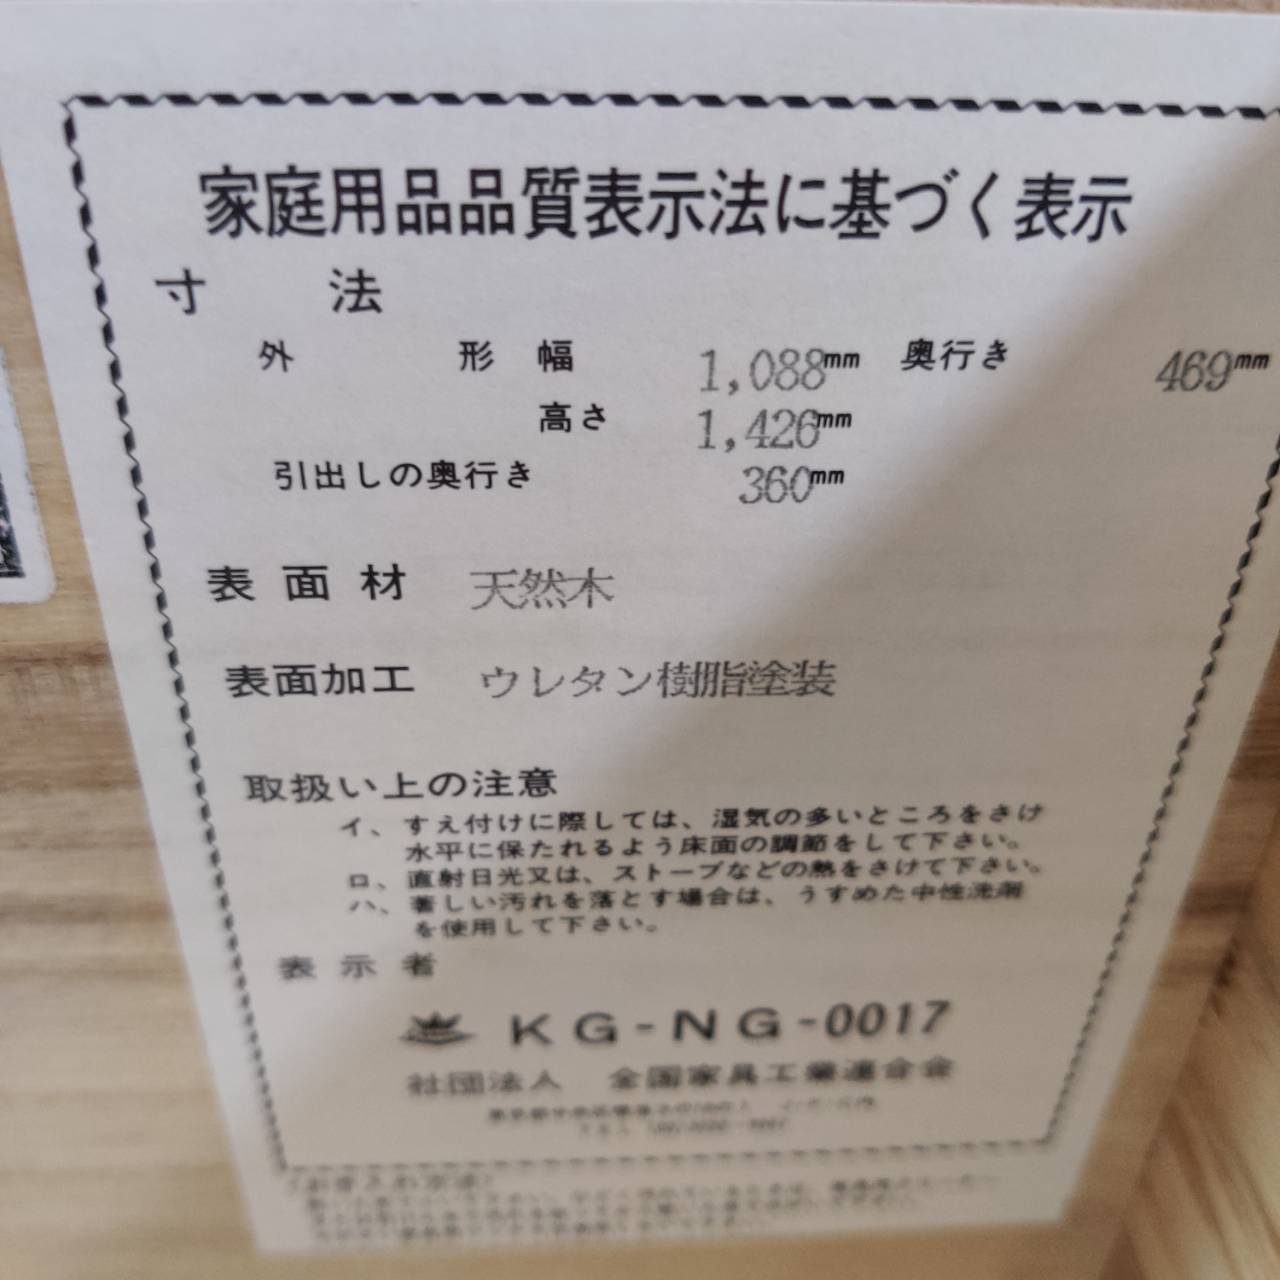 家庭用品品質表示法に基づく表示
寸法
外形 幅 1,088mm 奥行き 469mm
高さ 1,426mm
引出しの奥行き 360mm
表面材 天然木
表面加工 ウレタン樹脂塗装
取扱い上の注意
イ、すえ付けに際しては、湿気の多いところをさけ
水平に保たれるよう床面の調節をして下さい。
ロ、直射日光又は、ストーブなどの熱をさけて下さい。
ハ、著しい汚れを落とす場合は、うすめた中性洗剤
を使用して下さい。
表示者
KG-NG-0017
社団法人 全国家具工業連合会